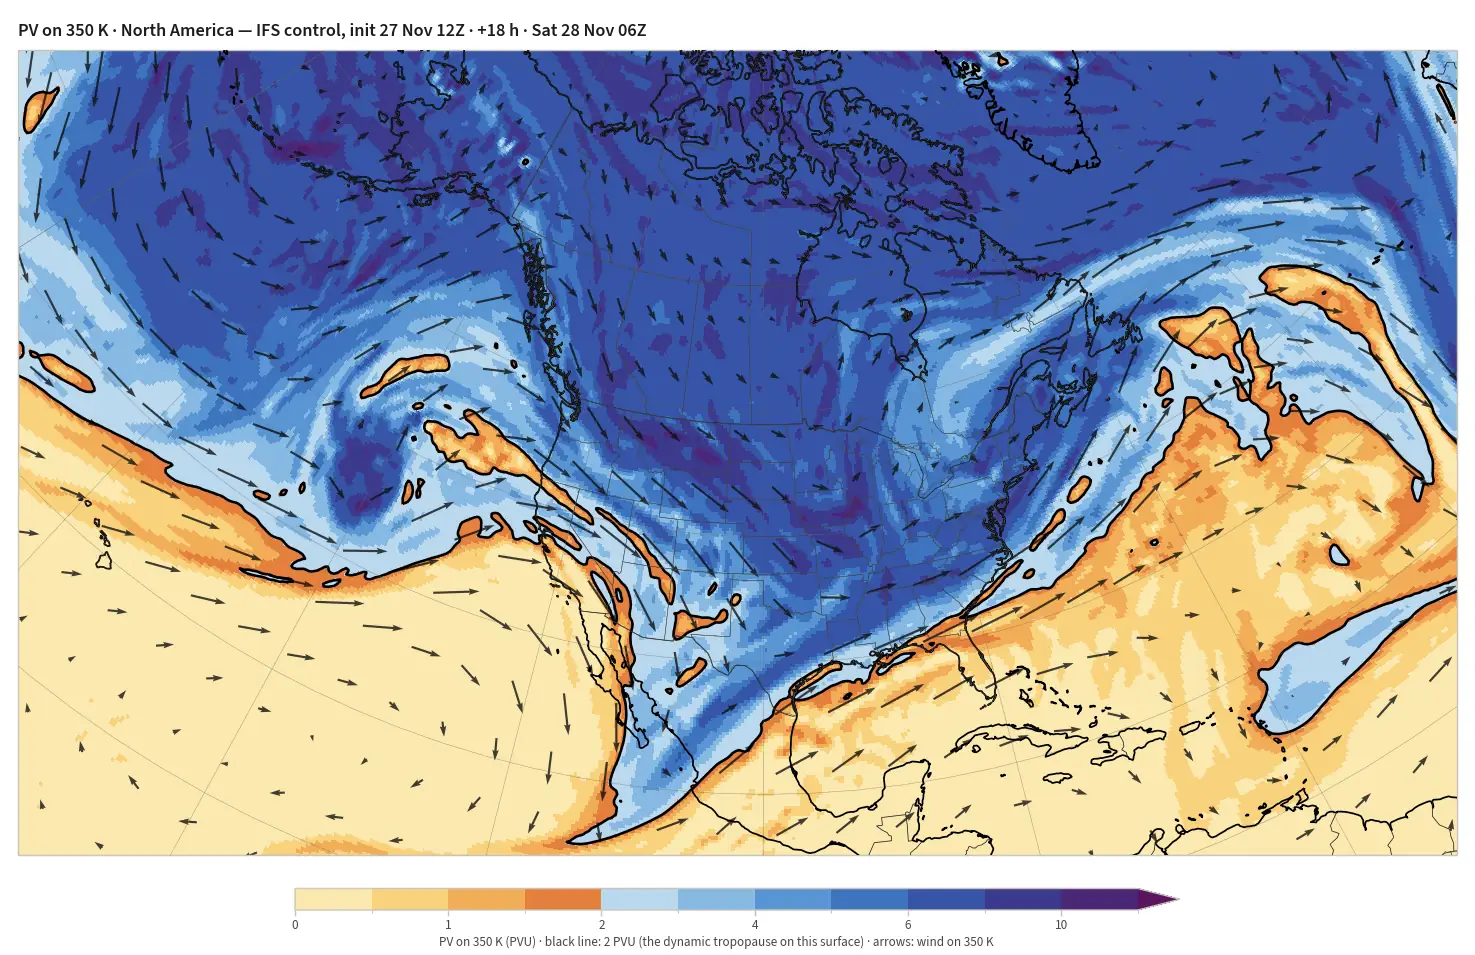 PV on 350 K · North America — IFS control, init 27 Nov 12Z · +18 h · Sat 28 Nov 06Z
0 1 2 4 6 10
PV on 350 K (PVU) · black line: 2 PVU (the dynamic tropopause on this surface) · arrows: wind on 350 K